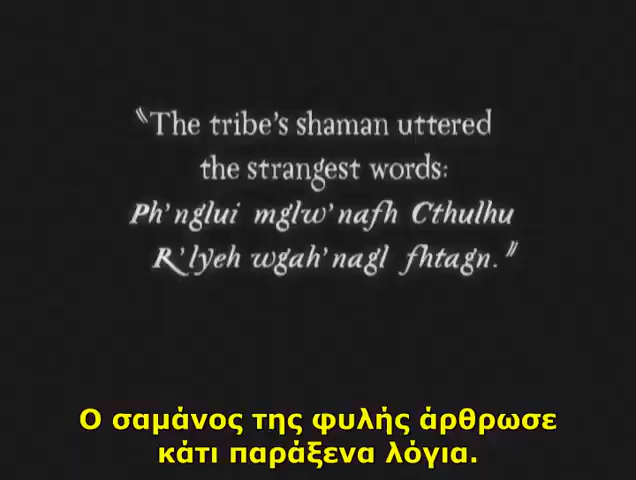 "The tribe's shaman uttered
the strangest words:
Ph'nglui mglw'nafh Cthulhu
R'lyeh wgah'nagl fhtagn."
Ο σαμάνος της φυλής άρθρωσε
κάτι παράξενα λόγια.